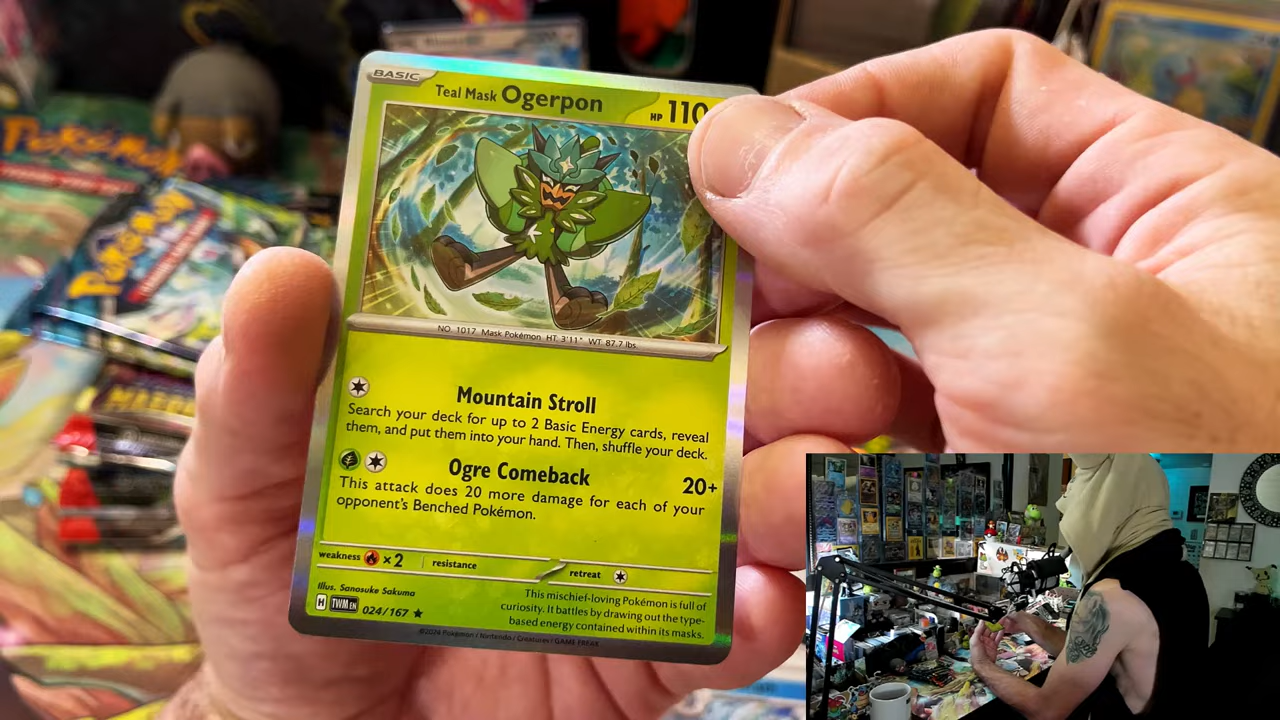 BASIC
Teal Mask Ogerpon HP 110
NO. 1017 Mask Pokémon HT. 3'11" WT. 87.7 lbs.
Mountain Stroll
Search your deck for up to 2 Basic Energy cards, reveal
them, and put them into your hand. Then, shuffle your deck.
Ogre Comeback 20+
This attack does 20 more damage for each of your
opponent's Benched Pokémon.
weakness ×2 resistance retreat
Illus. Sanosuke Sakuma
H TWM EN 024/167
This mischief-loving Pokémon is full of
curiosity. It battles by drawing out the type-
based energy contained within its masks.
©2024 Pokémon / Nintendo / Creatures / GAME FREAK
Pokémon
Pokémon